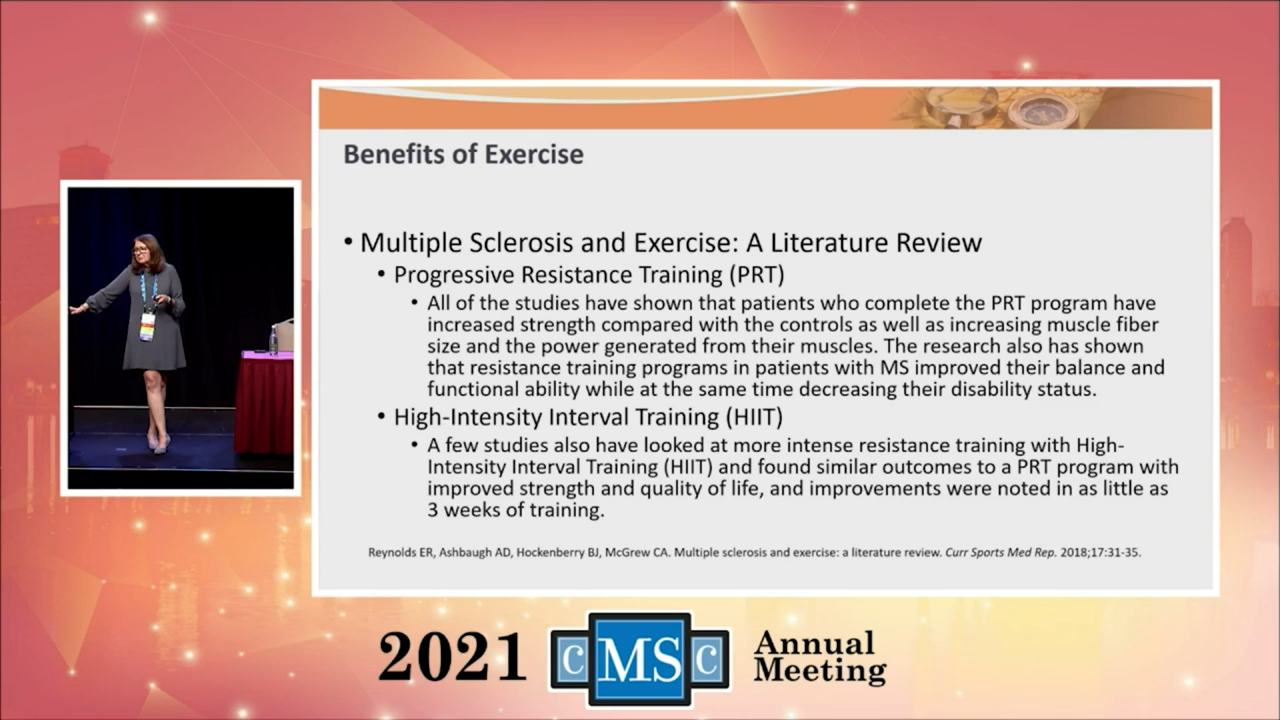 Benefits of Exercise
• Multiple Sclerosis and Exercise: A Literature Review
• Progressive Resistance Training (PRT)
• All of the studies have shown that patients who complete the PRT program have
increased strength compared with the controls as well as increasing muscle fiber
size and the power generated from their muscles. The research also has shown
that resistance training programs in patients with MS improved their balance and
functional ability while at the same time decreasing their disability status.
• High-Intensity Interval Training (HIIT)
• A few studies also have looked at more intense resistance training with High-
Intensity Interval Training (HIIT) and found similar outcomes to a PRT program with
improved strength and quality of life, and improvements were noted in as little as
3 weeks of training.
Reynolds ER, Ashbaugh AD, Hockenberry BJ, McGrew CA. Multiple sclerosis and exercise: a literature review. Curr Sports Med Rep. 2018;17:31-35.
2021 CMSC Annual
Meeting